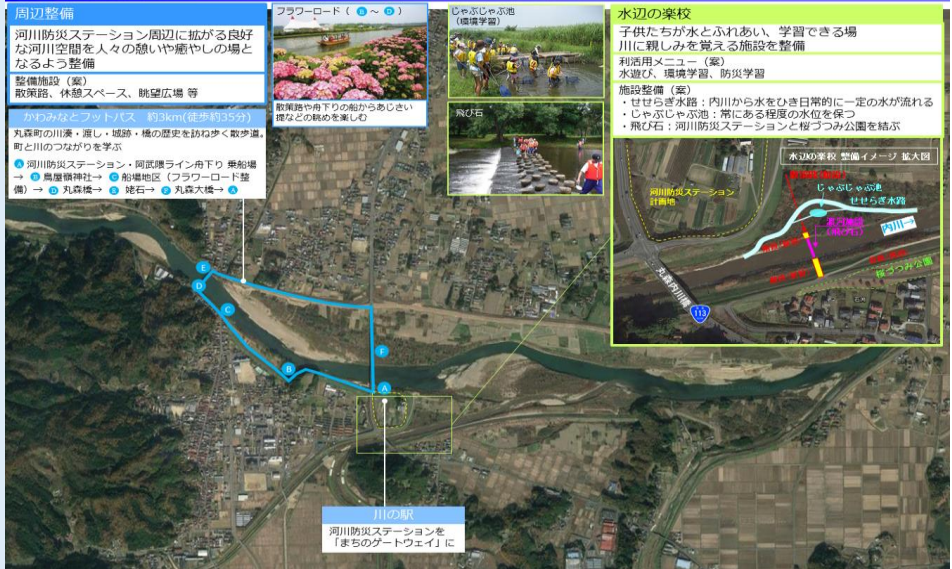 周辺整備
河川防災ステーション周辺に拡がる良好
な河川空間を人々の憩いや癒やしの場と
なるよう整備
整備施設（案）
散策路、休憩スペース、眺望広場 等
かわみなとフットパス　約3km(徒歩約35分)
丸森町の川湊・渡し・城跡・橋の歴史を訪ね歩く散歩道。
町と川のつながりを学ぶ
A 河川防災ステーション・阿武隈ライン舟下り 乗船場
→ B 鳥屋嶺神社→ C 船場地区（フラワーロード整
備）→ D 丸森橋→ E 姥石→ F 丸森大橋→ A
フラワーロード（ B ～ D ）
散策路や舟下りの船からあじさい
堤などの眺めを楽しむ
じゃぶじゃぶ池
（環境学習）
飛び石
水辺の楽校
子供たちが水とふれあい、学習できる場
川に親しみを覚える施設を整備
利活用メニュー（案）
水遊び、環境学習、防災学習
施設整備（案）
・せせらぎ水路：内川から水をひき日常的に一定の水が流れる
・じゃぶじゃぶ池：常にある程度の水位を保つ
・飛び石：河川防災ステーションと桜づつみ公園を結ぶ
水辺の楽校 整備イメージ 拡大図
河川防災ステーション
計画地
じゃぶじゃぶ池
せせらぎ水路
内川→
（飛び石）
桜づつみ公園
丸森内川橋
113
E
D
C
B
F
A
川の駅
河川防災ステーションを
「まちのゲートウェイ」に